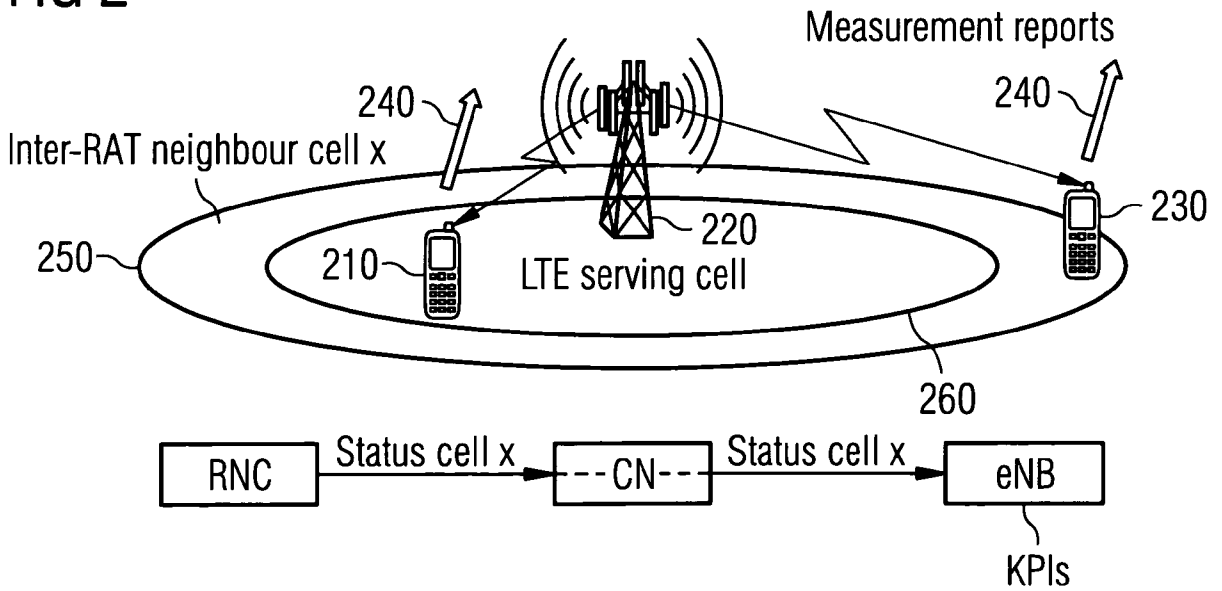 FIG 2
Measurement reports
240
240
Inter-RAT neighbour cell x
230
220
250
210
LTE serving cell
260
Status cell x
Status cell x
RNC
CN
eNB
KPIs